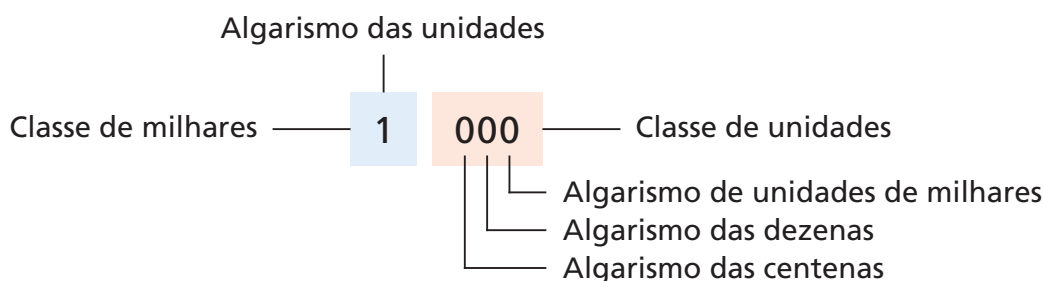 Algarismo das unidades
Classe de milhares 1 000 Classe de unidades
Algarismo de unidades de milhares
Algarismo das dezenas
Algarismo das centenas